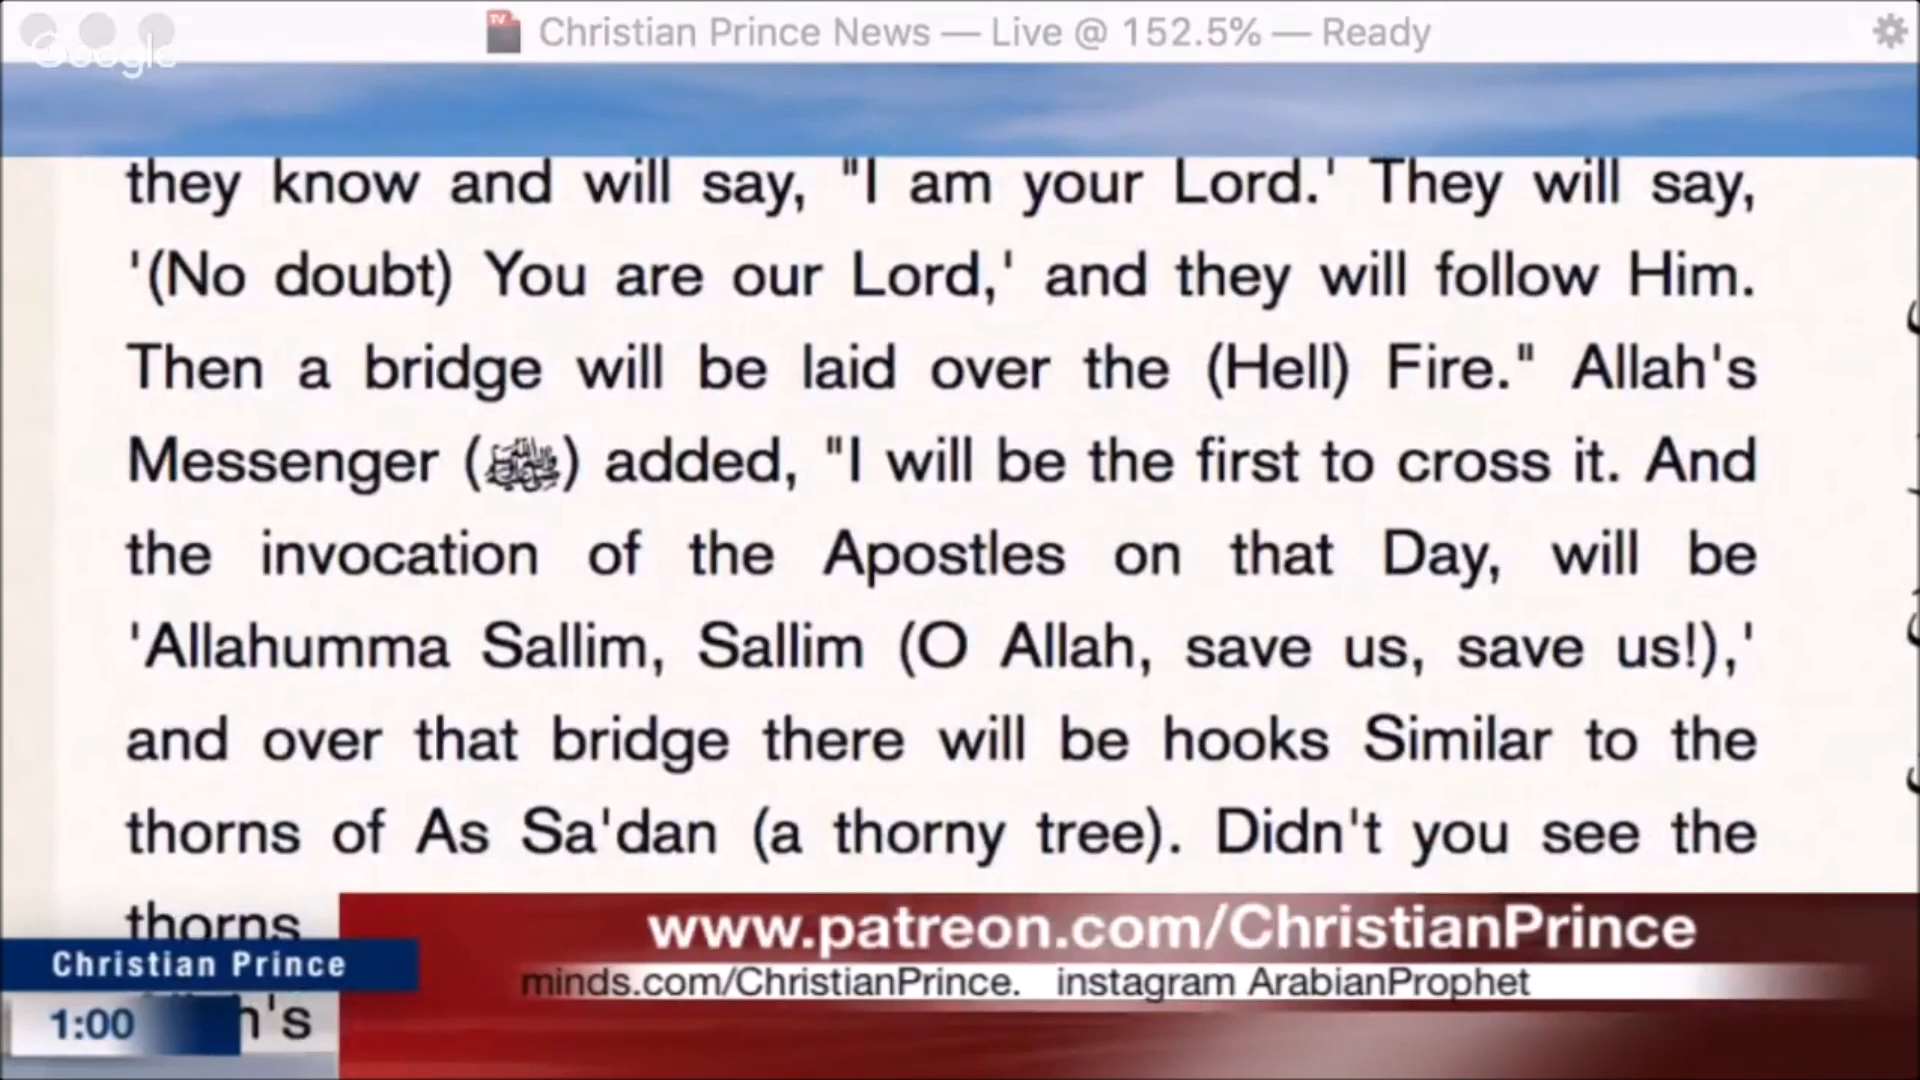 Google
TV
Christian Prince News — Live @ 152.5% — Ready
they know and will say, "I am your Lord.' They will say,
'(No doubt) You are our Lord,' and they will follow Him.
Then a bridge will be laid over the (Hell) Fire." Allah's
Messenger (ﷺ) added, "I will be the first to cross it. And
the invocation of the Apostles on that Day, will be
'Allahumma Sallim, Sallim (O Allah, save us, save us!),'
and over that bridge there will be hooks Similar to the
thorns of As Sa'dan (a thorny tree). Didn't you see the
thorns
www.patreon.com/ChristianPrince
Christian Prince
minds.com/ChristianPrince. instagram ArabianProphet
1:00